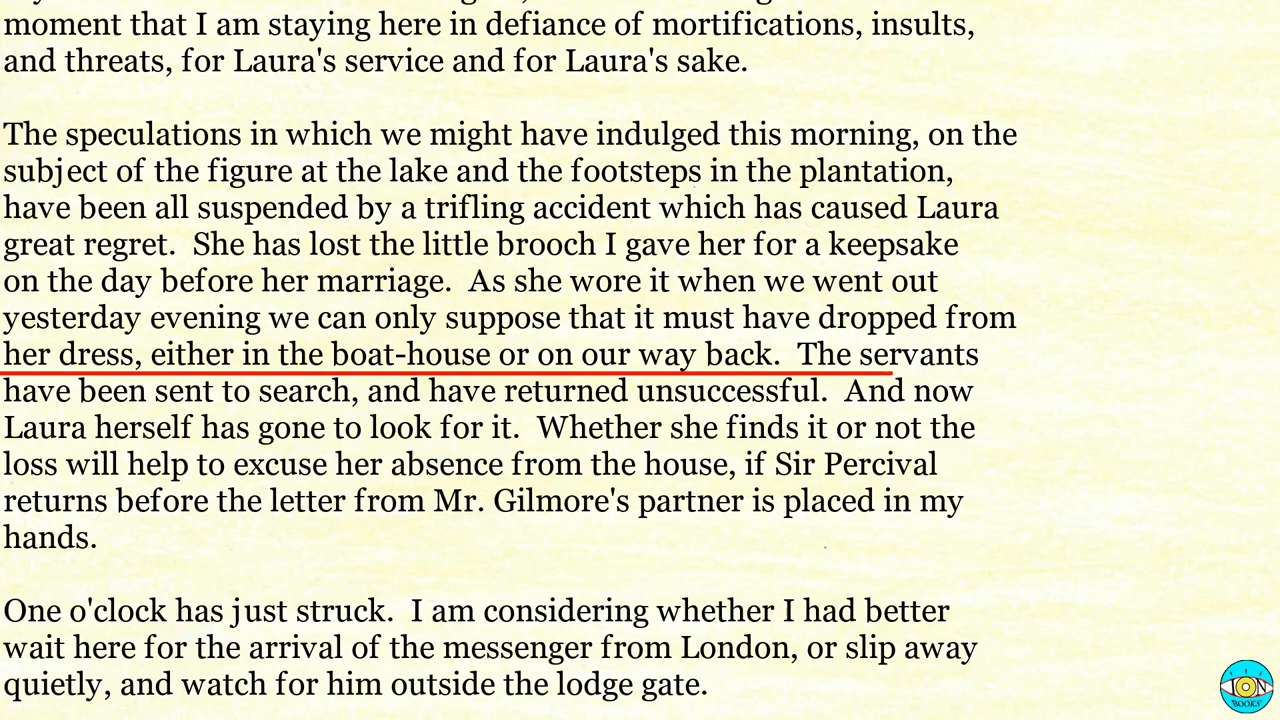 moment that I am staying here in defiance of mortifications, insults,
and threats, for Laura's service and for Laura's sake.
The speculations in which we might have indulged this morning, on the
subject of the figure at the lake and the footsteps in the plantation,
have been all suspended by a trifling accident which has caused Laura
great regret.  She has lost the little brooch I gave her for a keepsake
on the day before her marriage.  As she wore it when we went out
yesterday evening we can only suppose that it must have dropped from
her dress, either in the boat-house or on our way back.  The servants
have been sent to search, and have returned unsuccessful.  And now
Laura herself has gone to look for it.  Whether she finds it or not the
loss will help to excuse her absence from the house, if Sir Percival
returns before the letter from Mr. Gilmore's partner is placed in my
hands.
One o'clock has just struck.  I am considering whether I had better
wait here for the arrival of the messenger from London, or slip away
quietly, and watch for him outside the lodge gate.
ION
BOOKS